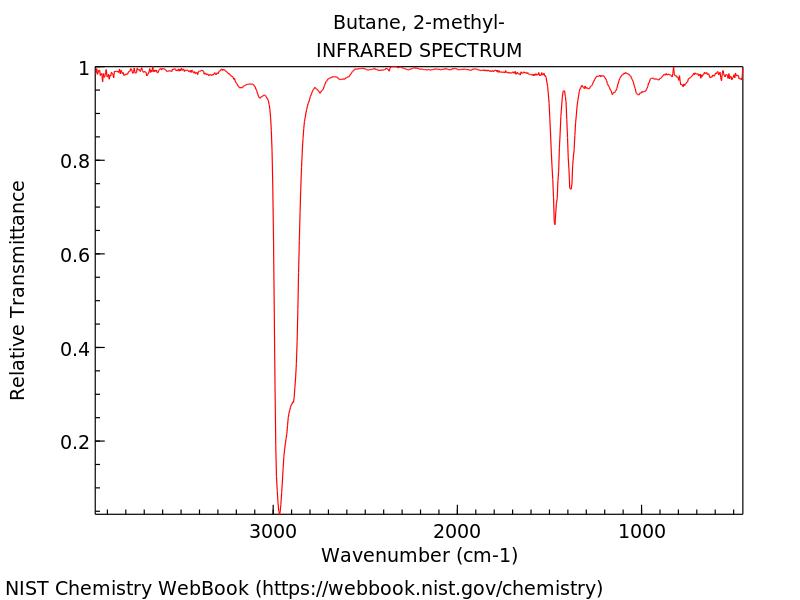 Butane, 2-methyl-
INFRARED SPECTRUM
1
0.8
0.6
0.4
0.2
Relative Transmittance
3000 2000 1000
Wavenumber (cm-1)
NIST Chemistry WebBook (https://webbook.nist.gov/chemistry)